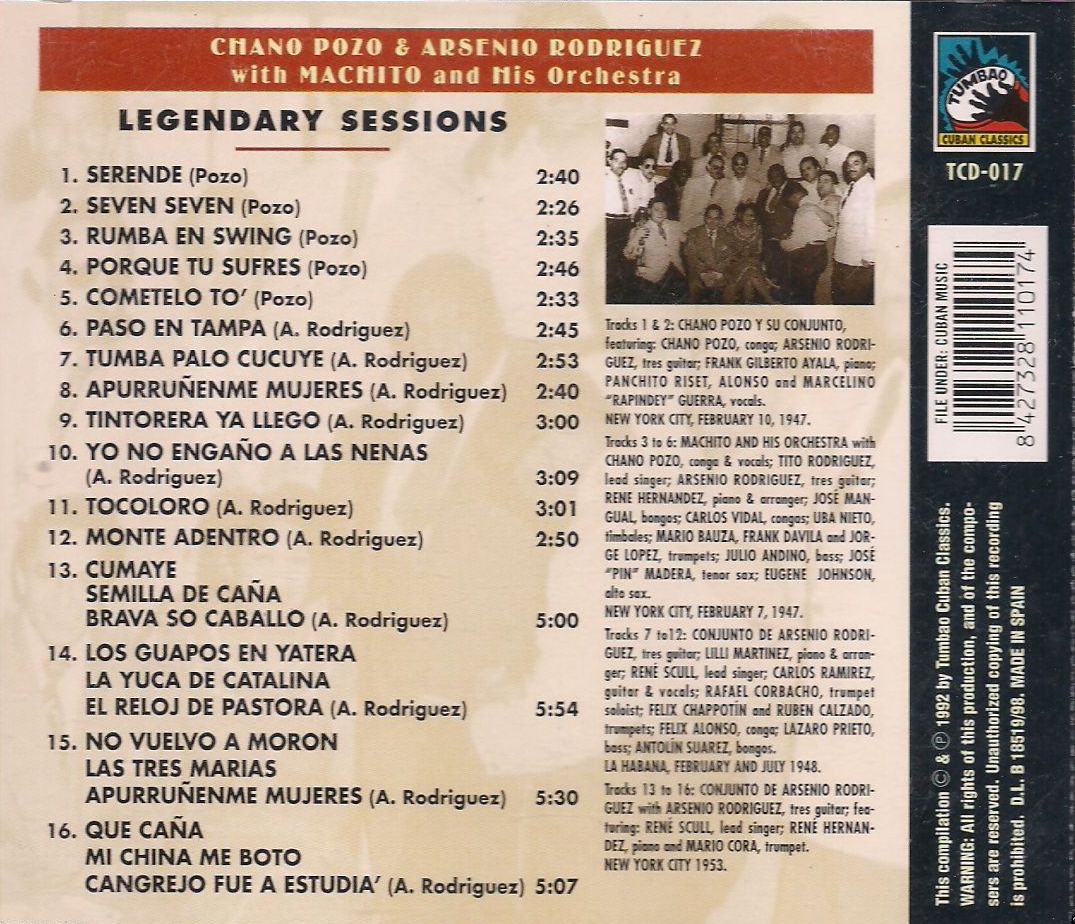 CHANO POZO & ARSENIO RODRIGUEZ
with MACHITO and His Orchestra
LEGENDARY SESSIONS
1. SERENDE (Pozo) 2:40
2. SEVEN SEVEN (Pozo) 2:26
3. RUMBA EN SWING (Pozo) 2:35
4. PORQUE TU SUFRES (Pozo) 2:46
5. COMETELO TO' (Pozo) 2:33
6. PASO EN TAMPA (A. Rodriguez) 2:45
7. TUMBA PALO CUCUYE (A. Rodriguez) 2:53
8. APURRUÑENME MUJERES (A. Rodriguez) 2:40
9. TINTORERA YA LLEGO (A. Rodriguez) 3:00
10. YO NO ENGAÑO A LAS NENAS
(A. Rodriguez) 3:09
11. TOCOLORO (A. Rodriguez) 3:01
12. MONTE ADENTRO (A. Rodriguez) 2:50
13. CUMAYE
SEMILLA DE CAÑA
BRAVA SO CABALLO (A. Rodriguez) 5:00
14. LOS GUAPOS EN YATERA
LA YUCA DE CATALINA
EL RELOJ DE PASTORA (A. Rodriguez) 5:54
15. NO VUELVO A MORON
LAS TRES MARIAS
APURRUÑENME MUJERES (A. Rodriguez) 5:30
16. QUE CAÑA
MI CHINA ME BOTO
CANGREJO FUE A ESTUDIA' (A. Rodriguez) 5:07
Tracks 1 & 2: CHANO POZO Y SU CONJUNTO,
featuring: CHANO POZO, conga; ARSENIO RODRI-
GUEZ, tres guitar; FRANK GILBERTO AYALA, piano;
PANCHITO RISET, ALONSO and MARCELINO
"RAPINDEY" GUERRA, vocals.
NEW YORK CITY, FEBRUARY 10, 1947.
Tracks 3 to 6: MACHITO AND HIS ORCHESTRA with
CHANO POZO, conga & vocals; TITO RODRIGUEZ,
lead singer; ARSENIO RODRIGUEZ, tres guitar;
RENE HERNANDEZ, piano & arranger; JOSÉ MAN-
GUAL, bongos; CARLOS VIDAL, congas; UBA NIETO,
timbales; MARIO BAUZA, FRANK DAVILA and JOR-
GE LOPEZ, trumpets; JULIO ANDINO, bass; JOSÉ
"PIN" MADERA, tenor sax; EUGENE JOHNSON,
alto sax.
NEW YORK CITY, FEBRUARY 7, 1947.
Tracks 7 to12: CONJUNTO DE ARSENIO RODRI-
GUEZ, tres guitar; LILLI MARTINEZ, piano & arran-
ger; RENÉ SCULL, lead singer; CARLOS RAMIREZ,
guitar & vocals; RAFAEL CORBACHO, trumpet
soloist; FELIX CHAPPOTÍN and RUBEN CALZADO,
trumpets; FELIX ALONSO, conga; LAZARO PRIETO,
bass; ANTOLÍN SUAREZ, bongos.
LA HABANA, FEBRUARY AND JULY 1948.
Tracks 13 to 16: CONJUNTO DE ARSENIO RODRI-
GUEZ with ARSENIO RODRIGUEZ, tres guitar; fea-
turing: RENÉ SCULL, lead singer; RENÉ HERNAN-
DEZ, piano and MARIO CORA, trumpet.
NEW YORK CITY 1953.
TUMBAO
CUBAN CLASSICS
TCD-017
FILE UNDER: CUBAN MUSIC
8 427328 110174
This compilation © & ℗ 1992 by Tumbao Cuban Classics.
WARNING: All rights of this production, and of the compo-
sers are reserved. Unauthorized copying of this recording
is prohibited. D.L. B 18519/98. MADE IN SPAIN